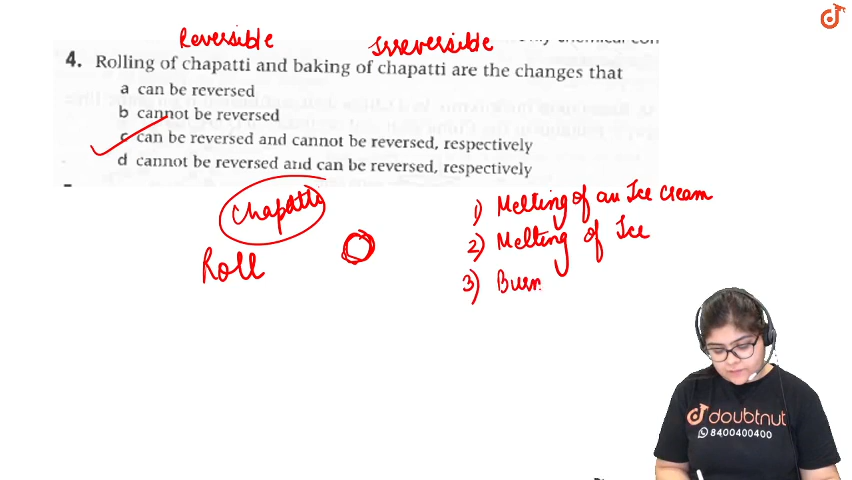 Reversible Irreversible
4. Rolling of chapatti and baking of chapatti are the changes that
a can be reversed
b cannot be reversed
c can be reversed and cannot be reversed, respectively
d cannot be reversed and can be reversed, respectively
Chapatti
Roll
1) Melting of an Ice Cream
2) Melting of Ice
3) Burn
doubtnut
8400400400